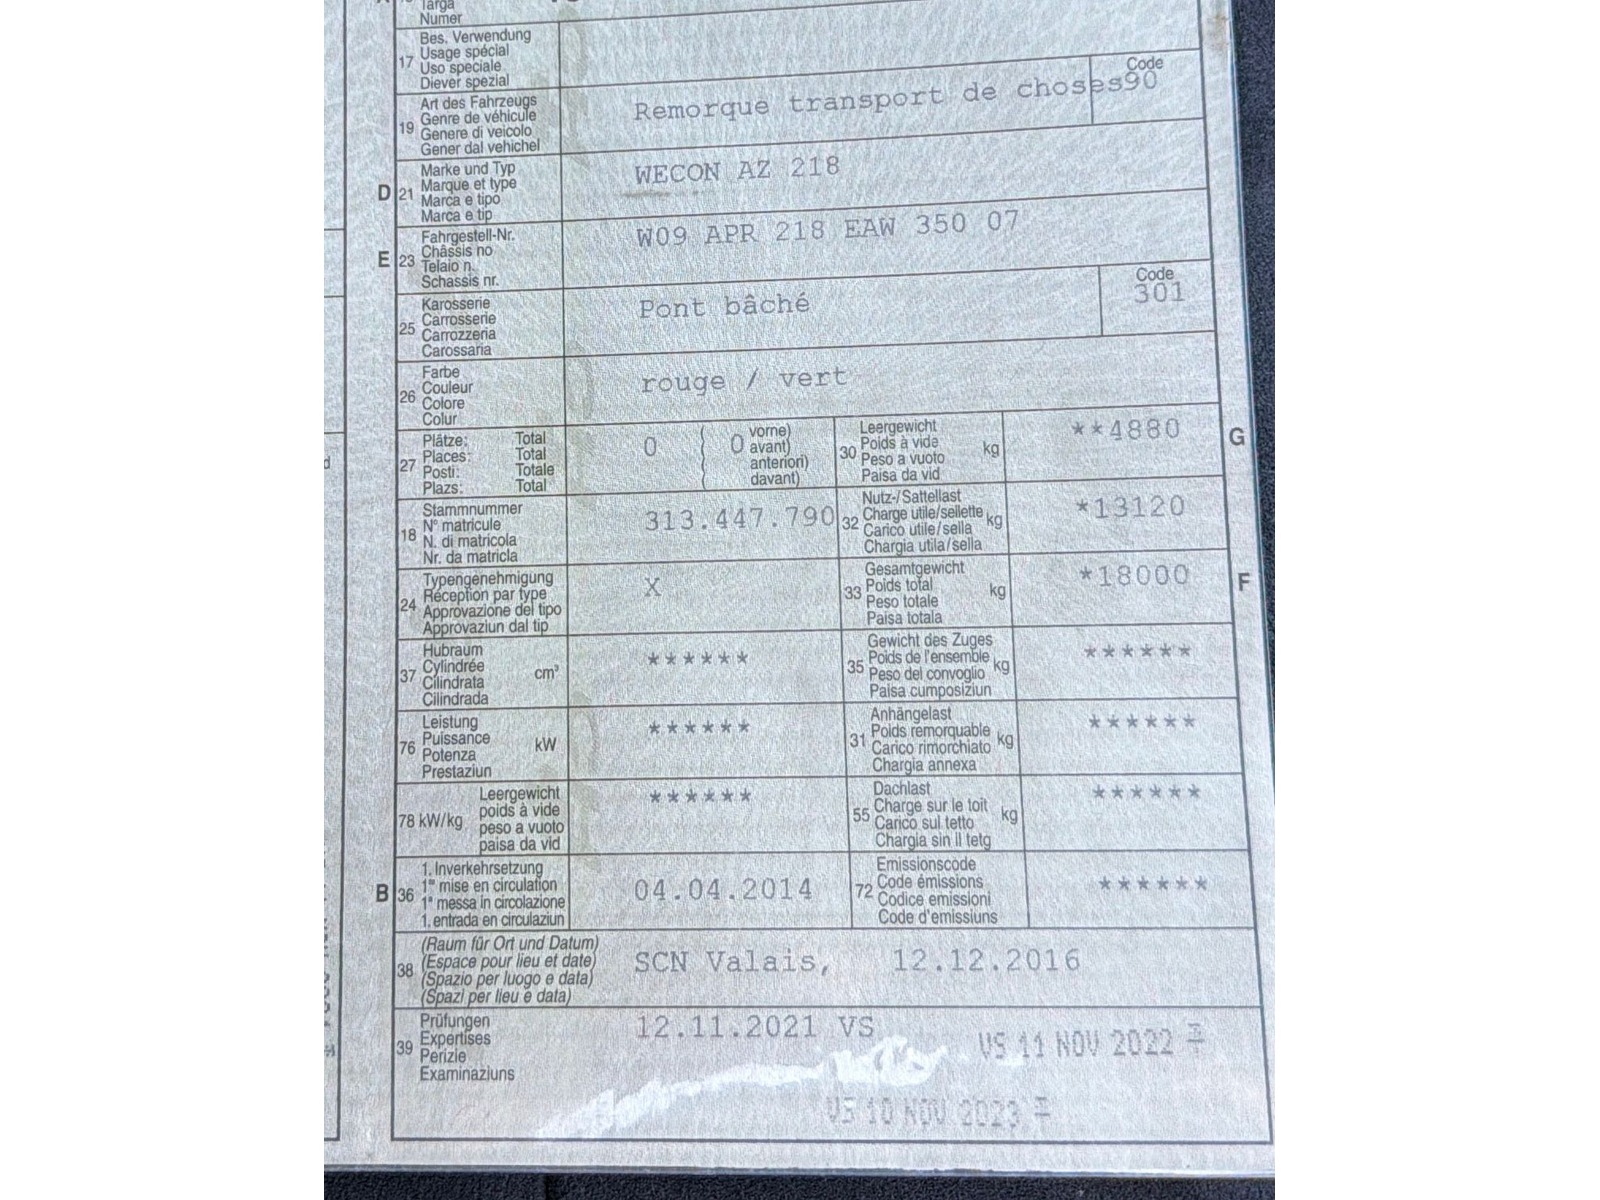 Targa
Numer
17 Bes. Verwendung
Usage spécial
Uso speciale
Diever spezial
19 Art des Fahrzeugs
Genre de véhicule
Genere di veicolo
Gener dal vehichel
Remorque transport de choses
Code
90
D 21 Marke und Typ
Marque et type
Marca e tipo
Marca e tip
WECON AZ 218
E 23 Fahrgestell-Nr.
Châssis no
Telaio n.
Schassis nr.
W09 APR 218 EAW 350 07
25 Karosserie
Carrosserie
Carrozzeria
Carossaria
Pont bâché
Code
301
26 Farbe
Couleur
Colore
Colur
rouge / vert
27 Plätze: Total
Places: Total
Posti: Totale
Plazs: Total
0 ( 0 vorne)
( avant)
( anteriori)
( davant)
30 Leergewicht
Poids à vide
Peso a vuoto
Paisa da vid
kg
**4880 G
18 Stammnummer
N° matricule
N. di matricola
Nr. da matricla
313.447.790
32 Nutz-/Sattellast
Charge utile/sellette
Carico utile/sella
Chargia utila/sella
kg
*13120
24 Typengenehmigung
Réception par type
Approvazione del tipo
Approvaziun dal tip
X
33 Gesamtgewicht
Poids total
Peso totale
Paisa totala
kg
*18000 F
37 Hubraum
Cylindrée
Cilindrata
Cilindrada
cm³
******
35 Gewicht des Zuges
Poids de l'ensemble
Peso del convoglio
Paisa cumposiziun
kg
******
76 Leistung
Puissance
Potenza
Prestaziun
kW
******
31 Anhängelast
Poids remorquable
Carico rimorchiato
Chargia annexa
kg
******
78 kW/kg Leergewicht
poids à vide
peso a vuoto
paisa da vid
******
55 Dachlast
Charge sur le toit
Carico sul tetto
Chargia sin il tetg
kg
******
B 36 1. Inverkehrsetzung
1re mise en circulation
1a messa in circolazione
1. entrada en circulaziun
04.04.2014
72 Emissionscode
Code émissions
Codice emissioni
Code d'emissiuns
******
38 (Raum für Ort und Datum)
(Espace pour lieu et date)
(Spazio per luogo e data)
(Spazi per lieu e data)
SCN Valais, 12.12.2016
39 Prüfungen
Expertises
Perizie
Examinaziuns
12.11.2021 VS
VS 11 NOV 2022
VS 10 NOV 2023